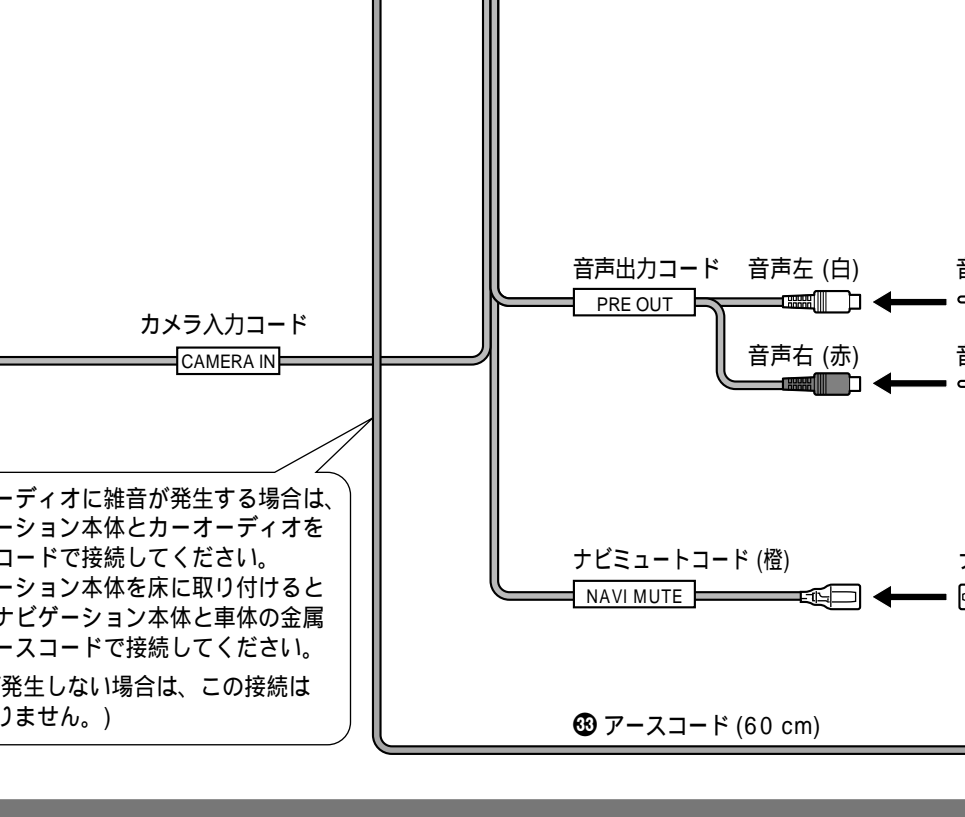 音声出力コード
音声左 (白)
PRE OUT
カメラ入力コード
CAMERA IN
音声右 (赤)
ーディオに雑音が発生する場合は、
ーション本体とカーオーディオを
コードで接続してください。
ーション本体を床に取り付けると
ナビゲーション本体と車体の金属
ースコードで接続してください。
発生しない場合は、この接続は
りません。)
ナビミュートコード (橙)
NAVI MUTE
㉝ アースコード (60 cm)